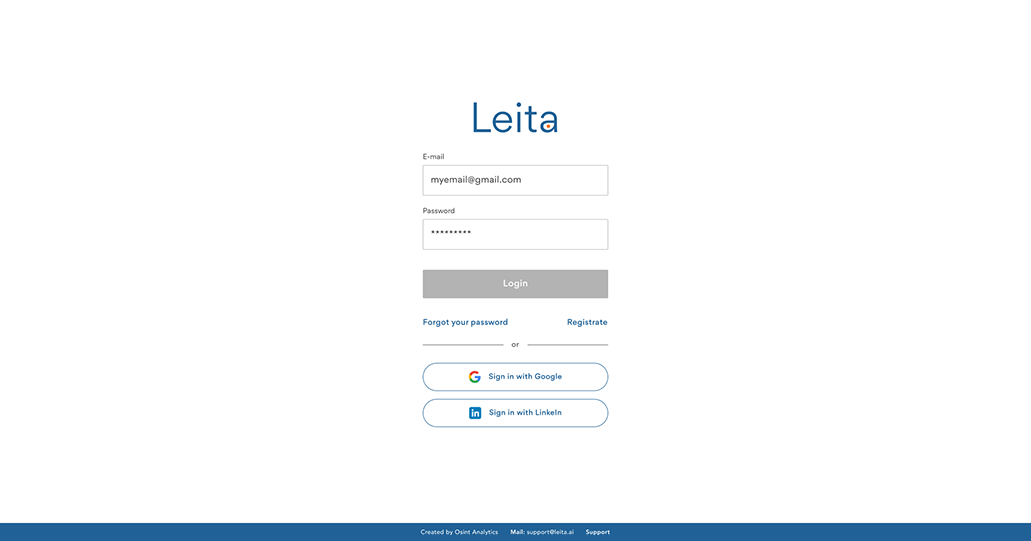 Leita
E-mail
myemail@gmail.com
Password
*********
Login
Forgot your password Registrate
or
Sign in with Google
in Sign in with LinkeIn
Created by Osint Analytics Mail: support@leita.ai Support